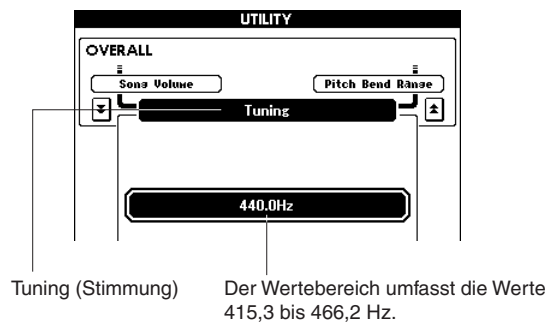 UTILITY
OVERALL
Song Volume
Pitch Bend Range
Tuning
440.0Hz
Tuning (Stimmung)
Der Wertebereich umfasst die Werte
415,3 bis 466,2 Hz.